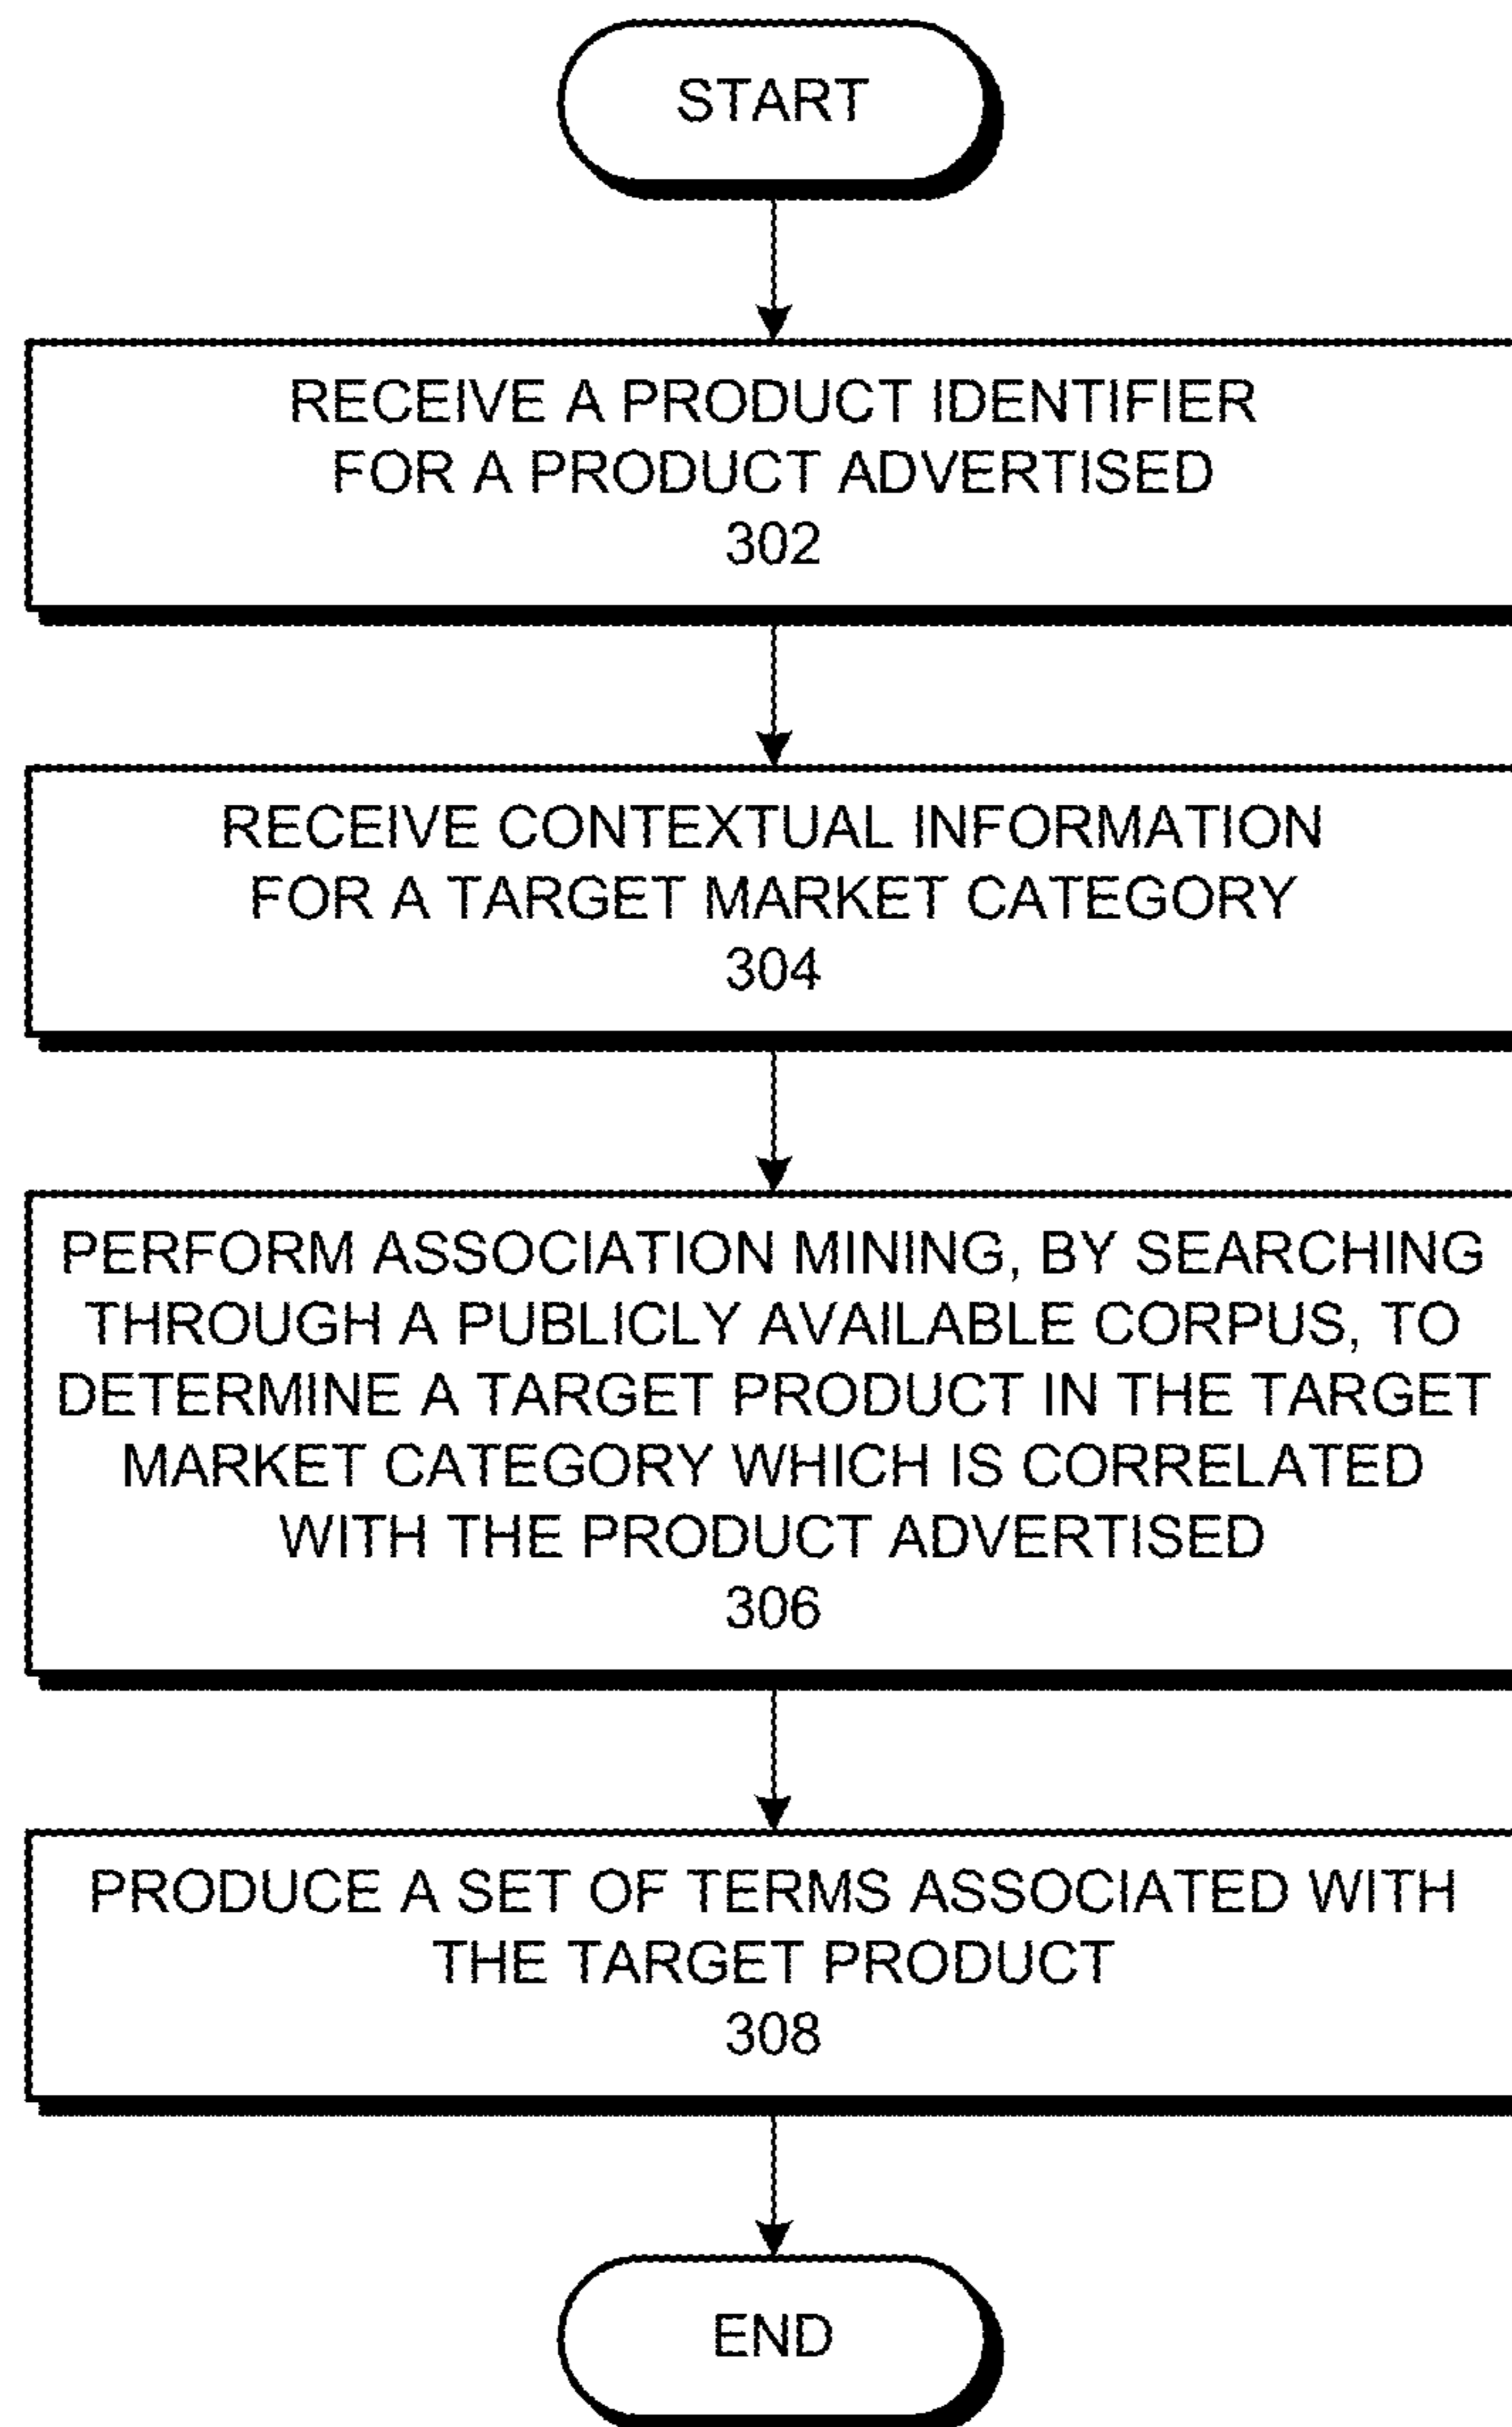 START
RECEIVE A PRODUCT IDENTIFIER
FOR A PRODUCT ADVERTISED
302
RECEIVE CONTEXTUAL INFORMATION
FOR A TARGET MARKET CATEGORY
304
PERFORM ASSOCIATION MINING, BY SEARCHING
THROUGH A PUBLICLY AVAILABLE CORPUS, TO
DETERMINE A TARGET PRODUCT IN THE TARGET
MARKET CATEGORY WHICH IS CORRELATED
WITH THE PRODUCT ADVERTISED
306
PRODUCE A SET OF TERMS ASSOCIATED WITH
THE TARGET PRODUCT
308
END